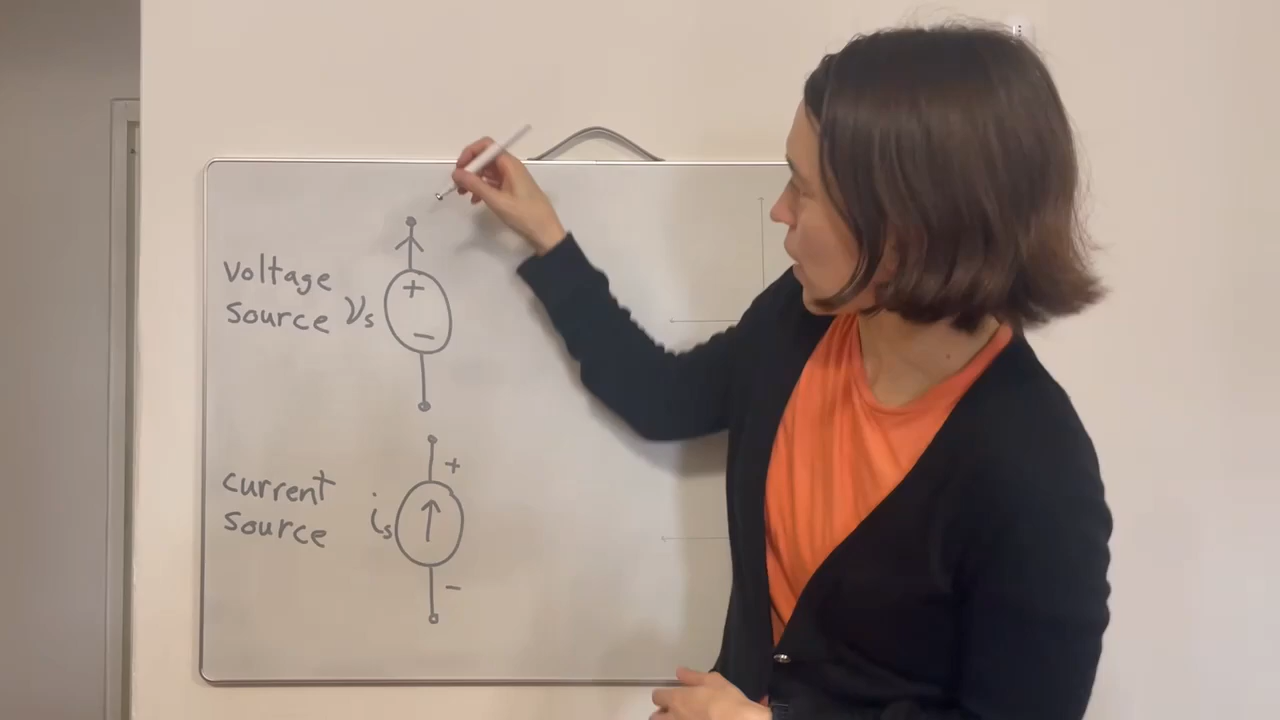 voltage
source Vs
+
−
+
current
source is
−